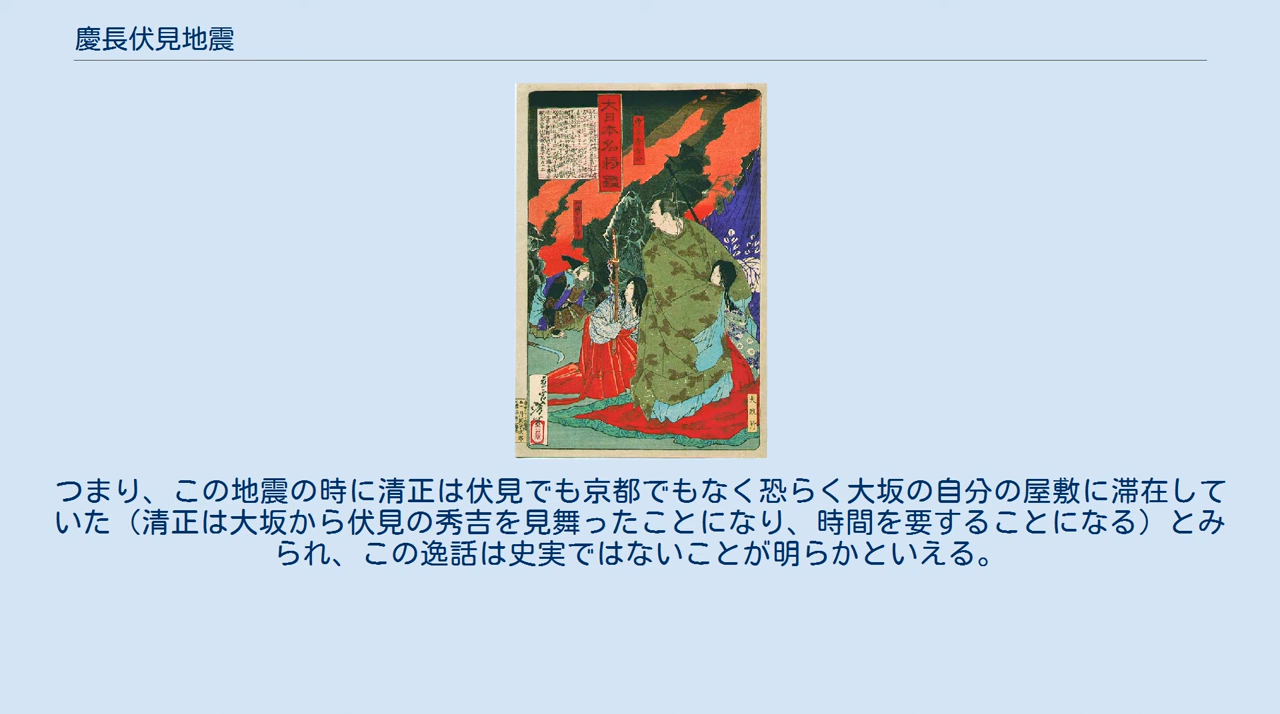 慶長伏見地震
大日本名将鑑
つまり、この地震の時に清正は伏見でも京都でもなく恐らく大坂の自分の屋敷に滞在して
いた（清正は大坂から伏見の秀吉を見舞ったことになり、時間を要することになる）とみ
られ、この逸話は史実ではないことが明らかといえる。